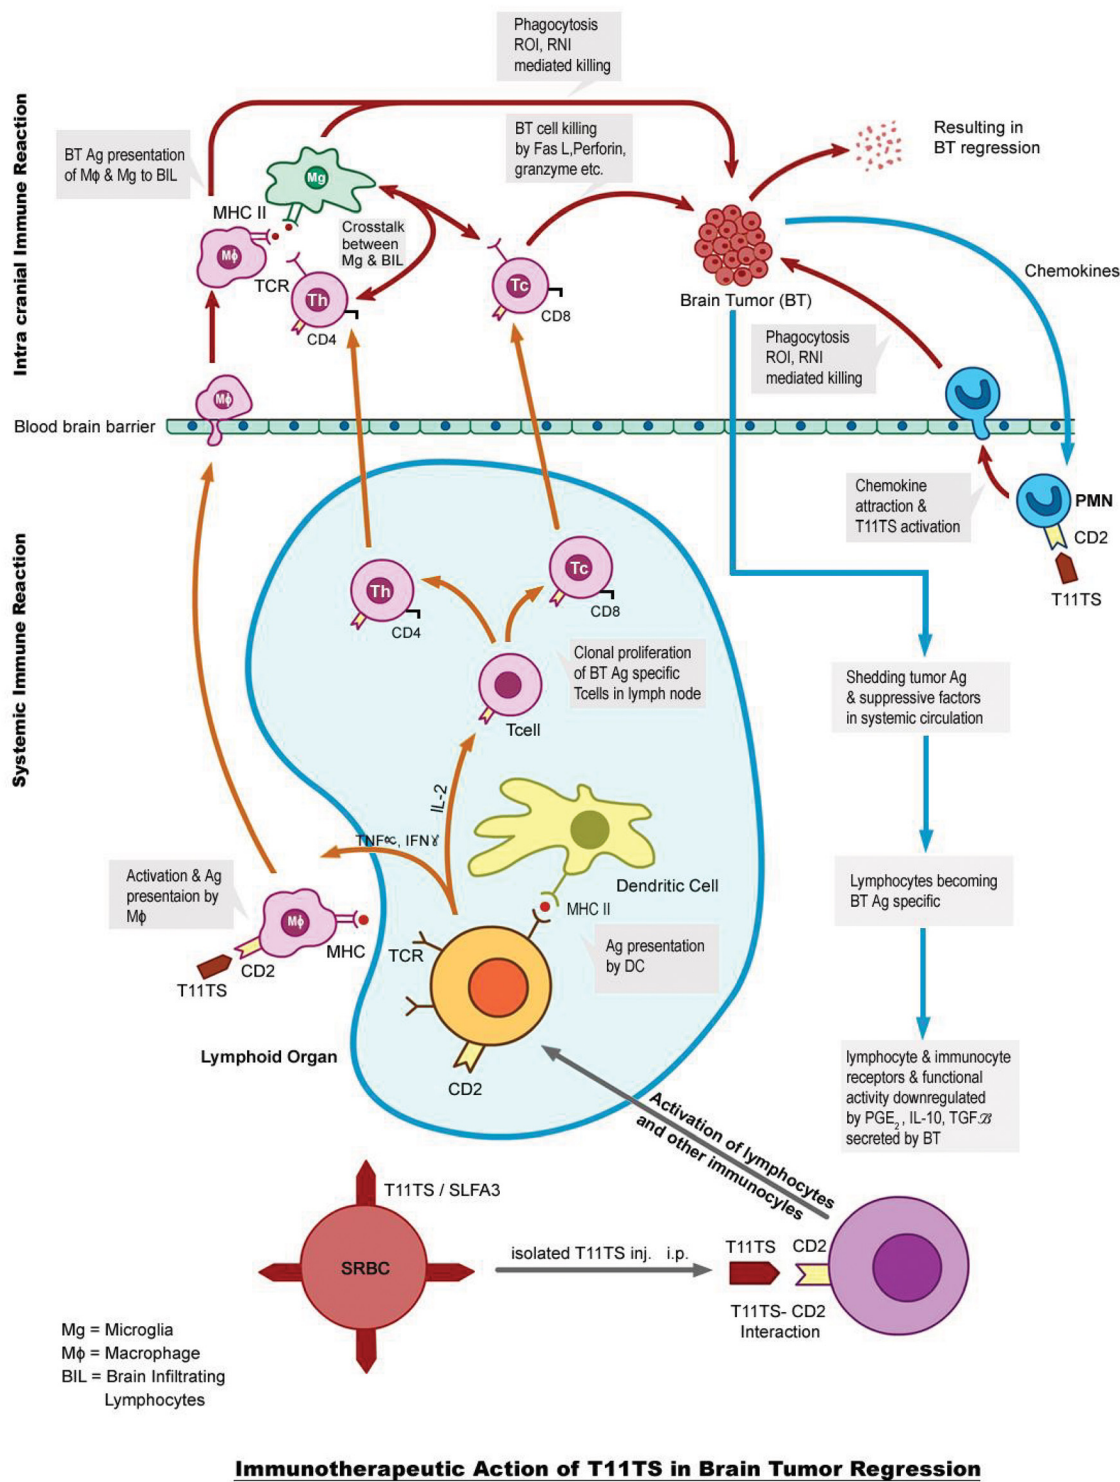 Phagocytosis
ROI, RNI
mediated killing
Intra cranial Immune Reaction
BT Ag presentation
of Mϕ & Mg to BIL
BT cell killing
by Fas L,Perforin,
granzyme etc.
Resulting in
BT regression
Mg
MHC II
Mϕ
Crosstalk
between
Mg & BIL
TCR
Th
CD4
Tc
CD8
Brain Tumor (BT)
Chemokines
Phagocytosis
ROI, RNI
mediated killing
Mϕ
Blood brain barrier
Chemokine
attraction &
T11TS activation
PMN
CD2
T11TS
Systemic Immune Reaction
Th
CD4
Tc
CD8
Clonal proliferation
of BT Ag specific
Tcells in lymph node
Tcell
Shedding tumor Ag
& suppressive factors
in systemic circulation
IL-2
TNF∝, IFNɣ
Dendritic Cell
MHC II
Ag presentation
by DC
Activation & Ag
presentaion by
Mϕ
Mϕ
MHC
CD2
T11TS
TCR
CD2
Lymphoid Organ
Lymphocytes becoming
BT Ag specific
lymphocyte & immunocyte
receptors & functional
activity downregulated
by PGE₂, IL-10, TGFℬ
secreted by BT
Activation of lymphocytes
and other immunocyles
T11TS / SLFA3
SRBC
isolated T11TS inj. i.p.
T11TS
CD2
T11TS- CD2
Interaction
Mg = Microglia
Mϕ = Macrophage
BIL = Brain Infiltrating
Lymphocytes
Immunotherapeutic Action of T11TS in Brain Tumor Regression